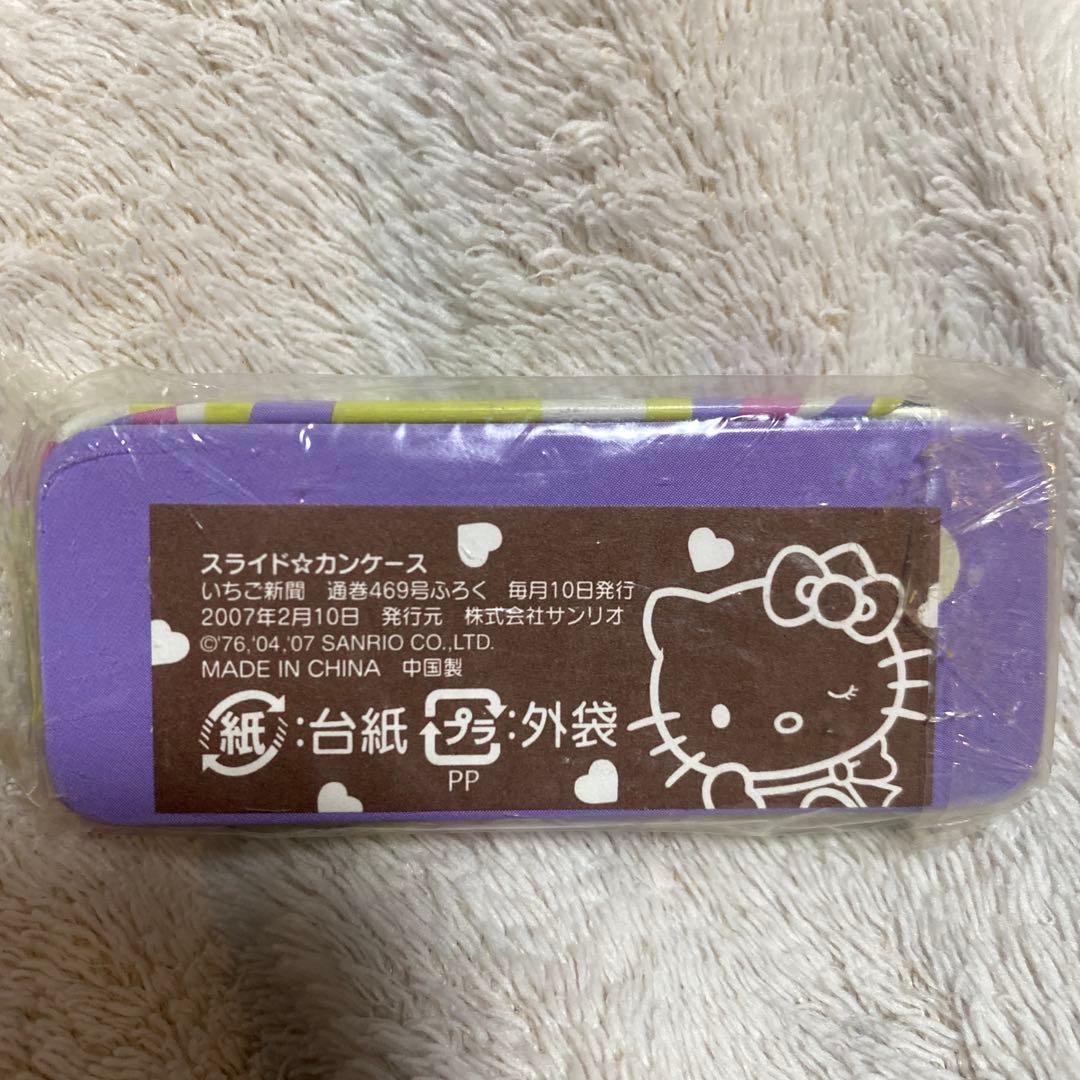 スライド☆カンケース
いちご新聞　通巻469号ふろく　毎月10日発行
2007年2月10日　発行元　株式会社サンリオ
©'76,'04,'07 SANRIO CO.,LTD.
MADE IN CHINA　中国製
紙:台紙 プラ:外袋
PP